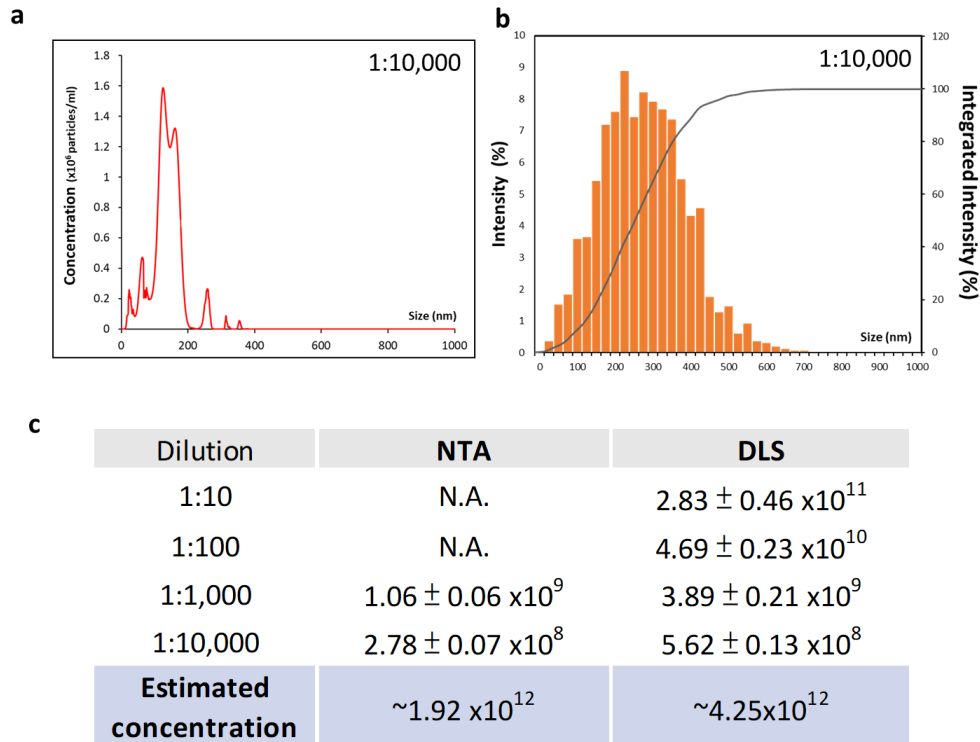 a
1:10,000
Concentration (x10⁶ particles/ml)
1.8
1.6
1.4
1.2
1
0.8
0.6
0.4
0.2
0
0 200 400 600 800 1000
Size (nm)
b
1:10,000
Intensity (%)
10
9
8
7
6
5
4
3
2
1
0
0 100 200 300 400 500 600 700 800 900 1000
Size (nm)
120
100
80
60
40
20
0
Integrated Intensity (%)
c
Dilution NTA DLS
1:10 N.A. 2.83 ± 0.46 x10¹¹
1:100 N.A. 4.69 ± 0.23 x10¹⁰
1:1,000 1.06 ± 0.06 x10⁹ 3.89 ± 0.21 x10⁹
1:10,000 2.78 ± 0.07 x10⁸ 5.62 ± 0.13 x10⁸
Estimated
concentration ~1.92 x10¹² ~4.25x10¹²